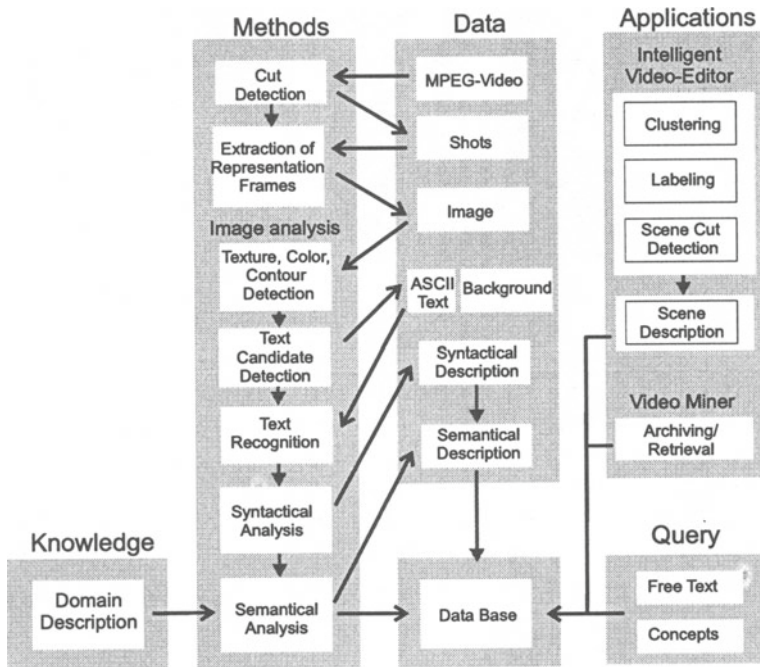 Methods
Cut
Detection
Extraction of
Representation
Frames
Image analysis
Texture, Color,
Contour
Detection
Text
Candidate
Detection
Text
Recognition
Syntactical
Analysis
Semantical
Analysis
Data
MPEG-Video
Shots
Image
ASCII
Text
Background
Syntactical
Description
Semantical
Description
Data Base
Applications
Intelligent
Video-Editor
Clustering
Labeling
Scene Cut
Detection
Scene
Description
Video Miner
Archiving/
Retrieval
Knowledge
Domain
Description
Query
Free Text
Concepts